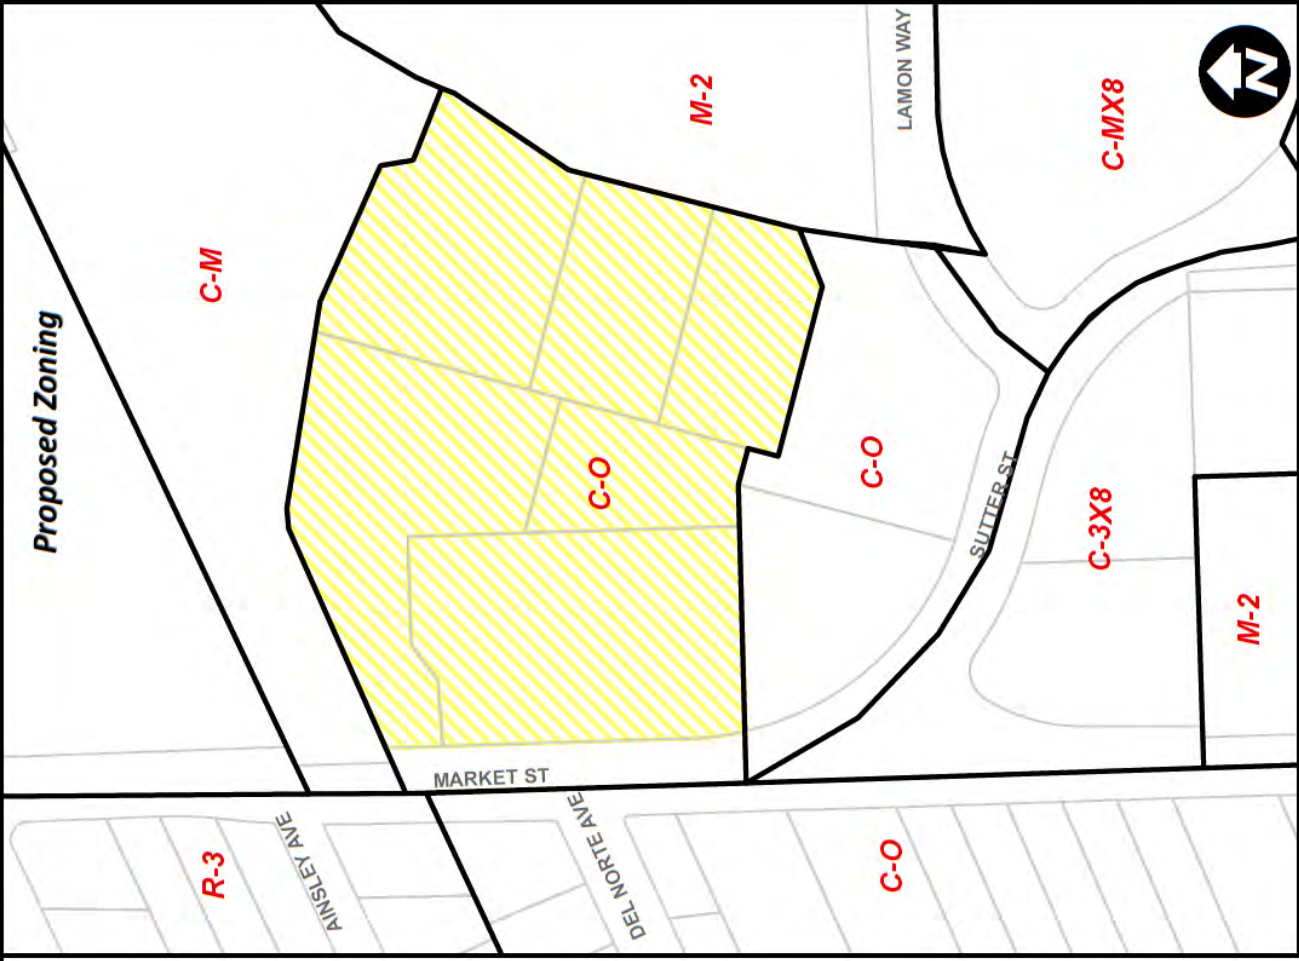 Proposed Zoning
N
M-2
LAMON WAY
C-MX8
C-M
C-O
C-O
SUTTER ST
C-3X8
M-2
MARKET ST
R-3
AINSLEY AVE
DEL NORTE AVE
C-O